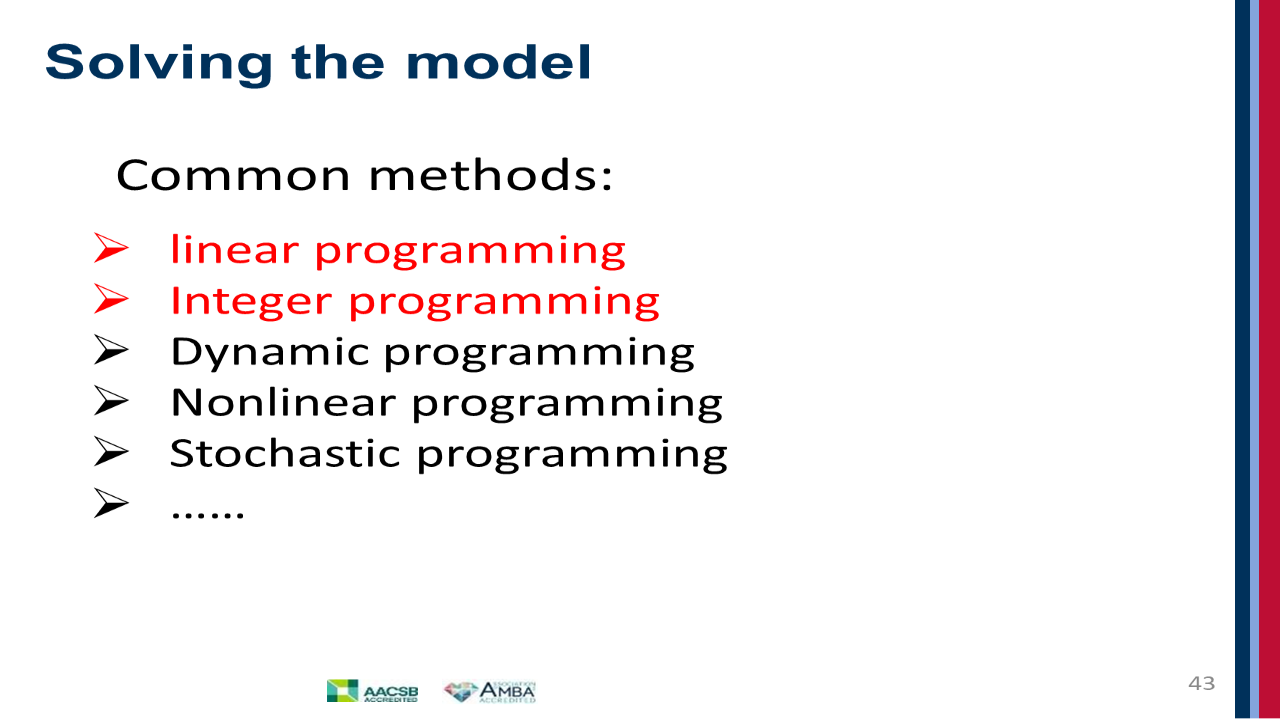 Solving the model
Common methods:
➢ linear programming
➢ Integer programming
➢ Dynamic programming
➢ Nonlinear programming
➢ Stochastic programming
➢ ……
AACSB
ACCREDITED
ASSOCIATION
AMBA
ACCREDITED
43